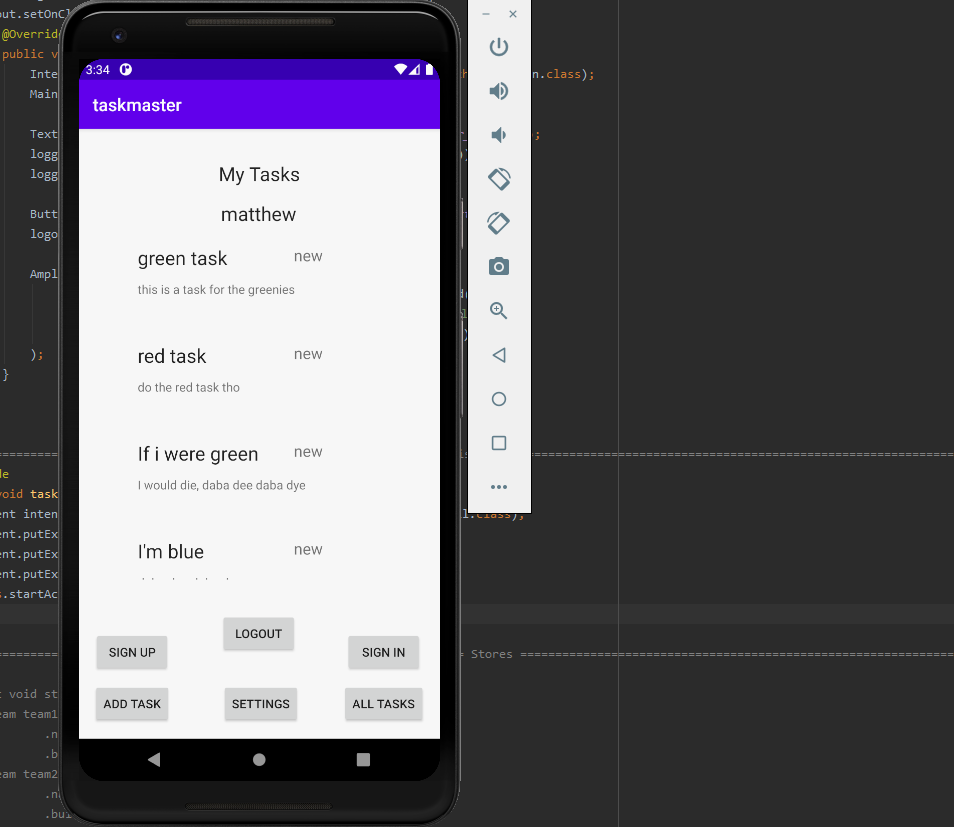 out.setOnCl
@Overrid
public v
Inte n.class);
Main
Text );
logg
logg
Butt
logo
Ampl
);
}
3:34
taskmaster
My Tasks
matthew
green task new
this is a task for the greenies
red task new
do the red task tho
If i were green new
I would die, daba dee daba dye
I'm blue new
LOGOUT
SIGN UP SIGN IN
ADD TASK SETTINGS ALL TASKS
void task
ent inten l.class);
ent.putEx
ent.putEx
ent.putEx
s.startAc
Stores
void st
eam team1
.n
.b
eam team2
.n
.bui